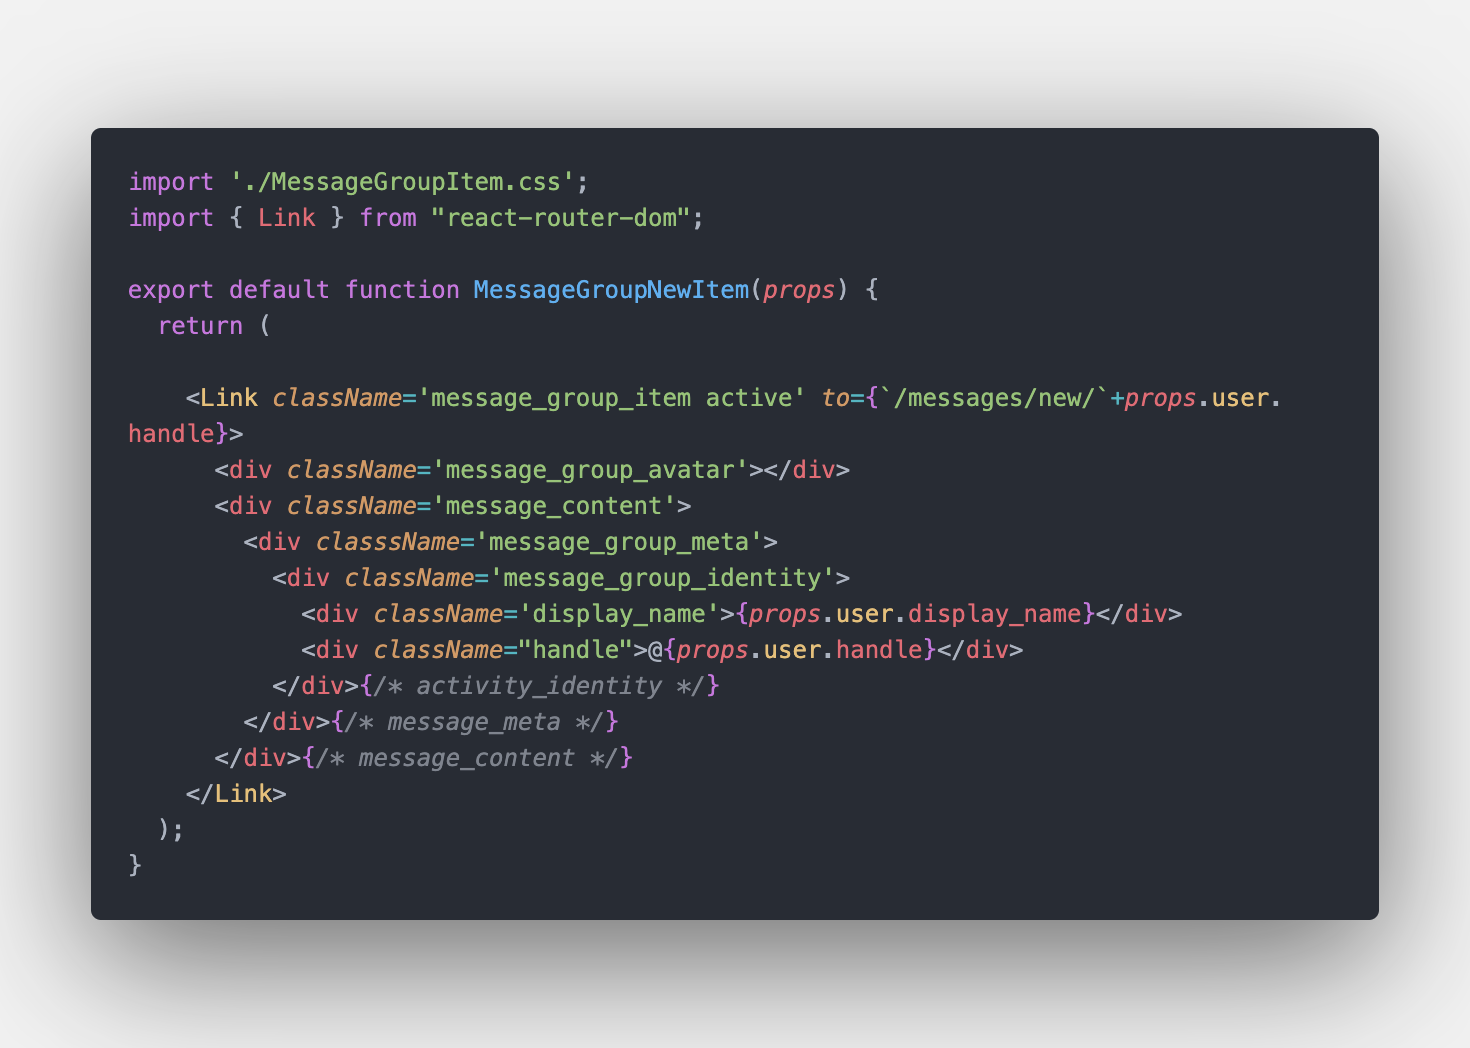 import './MessageGroupItem.css';
import { Link } from "react-router-dom";

export default function MessageGroupNewItem(props) {
  return (

    <Link className='message_group_item active' to={`/messages/new/`+props.user.
handle}>
      <div className='message_group_avatar'></div>
      <div className='message_content'>
        <div classsName='message_group_meta'>
          <div className='message_group_identity'>
            <div className='display_name'>{props.user.display_name}</div>
            <div className="handle">@{props.user.handle}</div>
          </div>{/* activity_identity */}
        </div>{/* message_meta */}
      </div>{/* message_content */}
    </Link>
  );
}